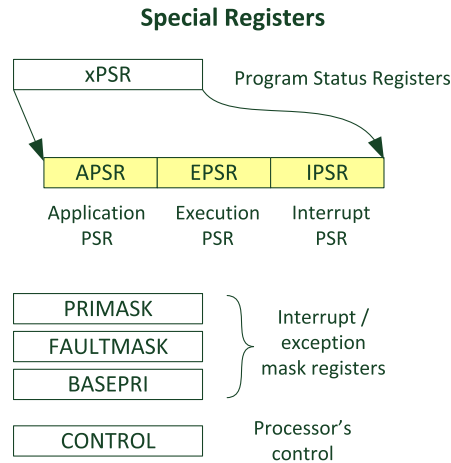 Special Registers
xPSR
Program Status Registers
APSR
EPSR
IPSR
Application
PSR
Execution
PSR
Interrupt
PSR
PRIMASK
FAULTMASK
BASEPRI
Interrupt /
exception
mask registers
CONTROL
Processor's
control